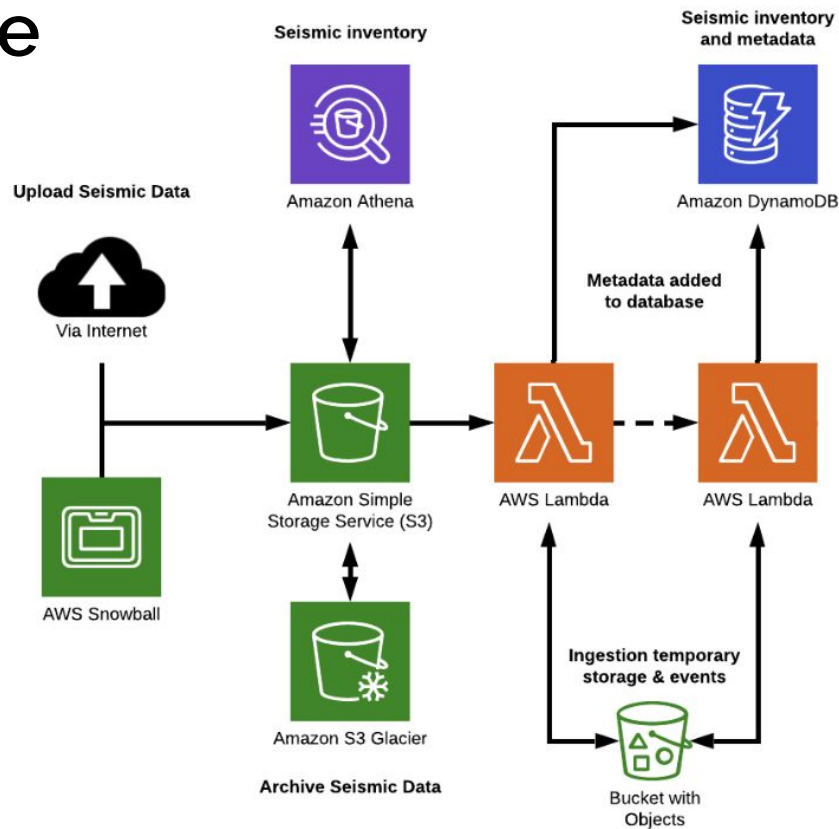 e
Seismic inventory
Seismic inventory
and metadata
Amazon Athena
Amazon DynamoDB
Upload Seismic Data
Via Internet
Metadata added
to database
Amazon Simple
Storage Service (S3)
AWS Lambda
AWS Lambda
AWS Snowball
Ingestion temporary
storage & events
Amazon S3 Glacier
Archive Seismic Data
Bucket with
Objects